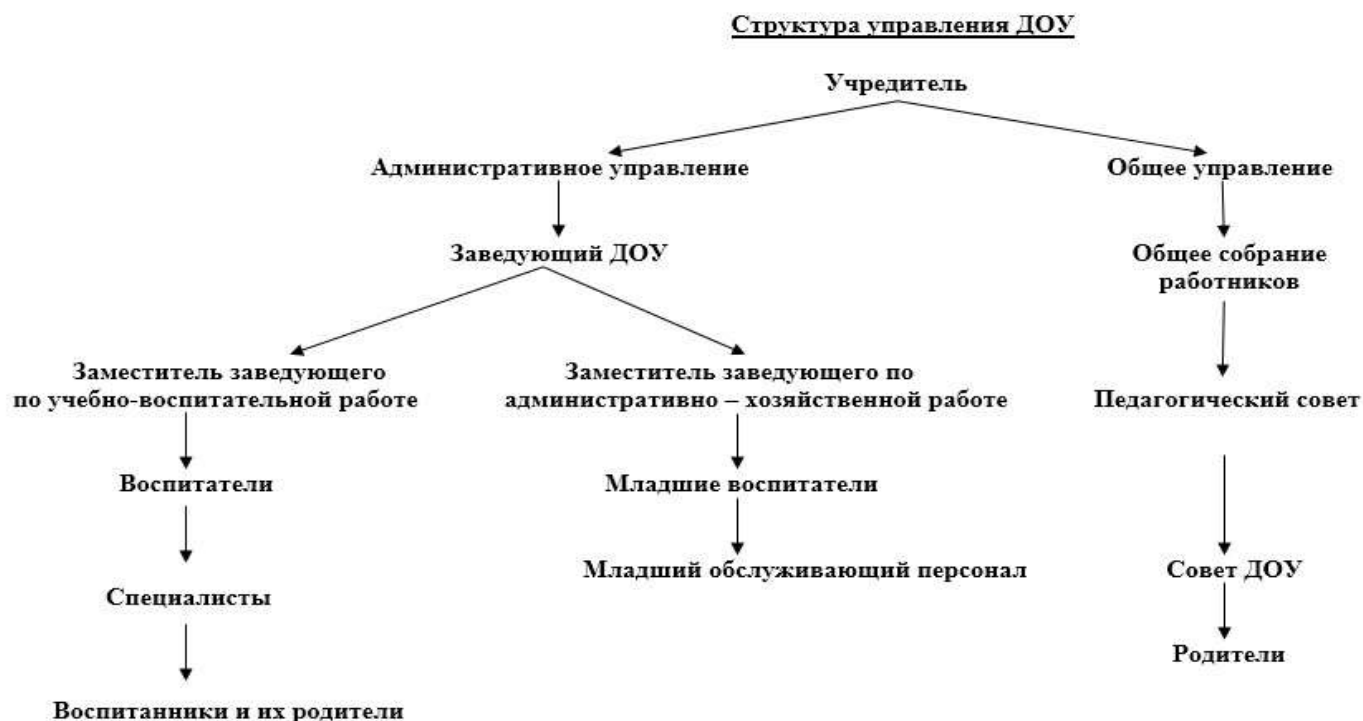 Структура управления ДОУ
Учредитель
Административное управление
Общее управление
Заведующий ДОУ
Общее собрание
работников
Заместитель заведующего
по учебно-воспитательной работе
Заместитель заведующего по
административно – хозяйственной работе
Педагогический совет
Воспитатели
Младшие воспитатели
Младший обслуживающий персонал
Совет ДОУ
Специалисты
Родители
Воспитанники и их родители